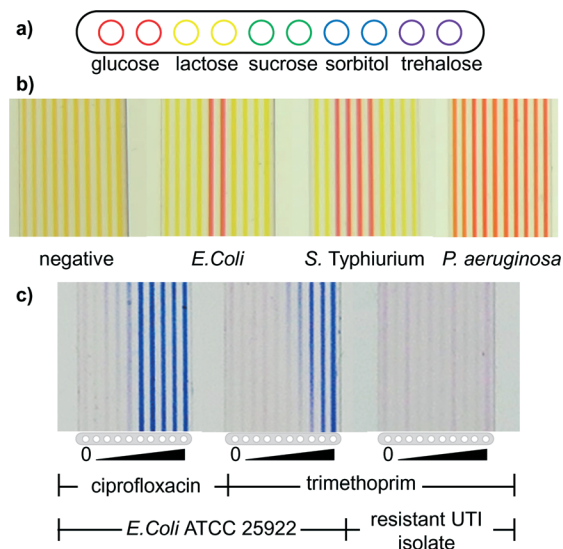 a)
glucose lactose sucrose sorbitol trehalose
b)
negative E.Coli S. Typhiurium P. aeruginosa
c)
0 0 0
ciprofloxacin trimethoprim
E.Coli ATCC 25922 resistant UTI
isolate